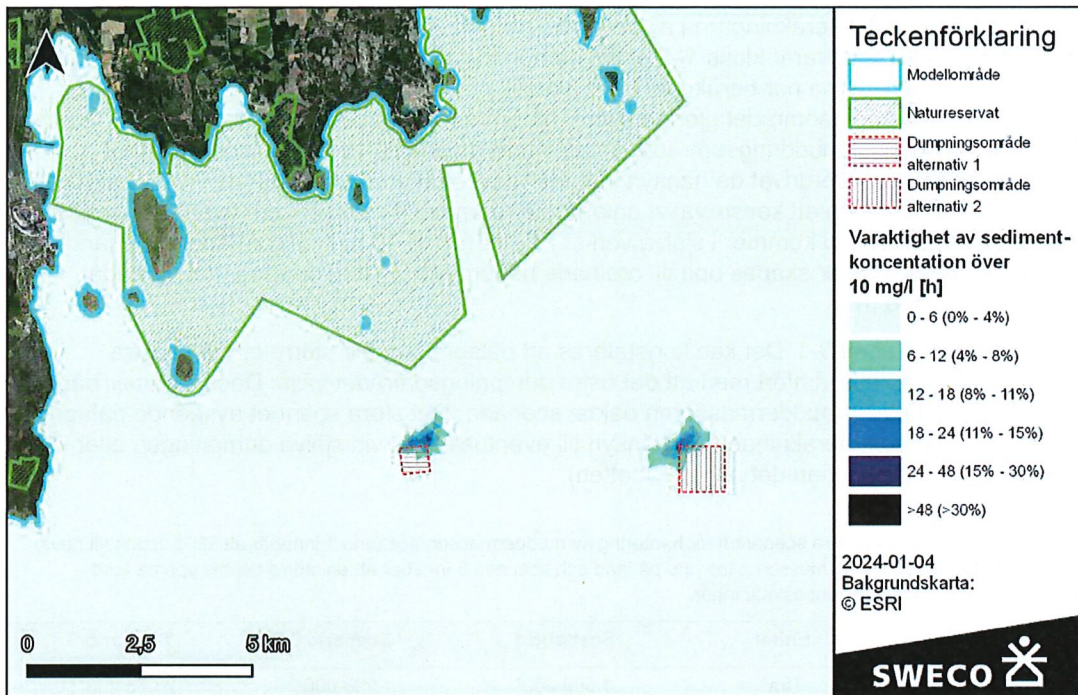 Teckenförklaring
Modellområde
Naturreservat
Dumpningsområde
alternativ 1
Dumpningsområde
alternativ 2
Varaktighet av sediment-
koncentation över
10 mg/l [h]
0 - 6 (0% - 4%)
6 - 12 (4% - 8%)
12 - 18 (8% - 11%)
18 - 24 (11% - 15%)
24 - 48 (15% - 30%)
>48 (>30%)
2024-01-04
Bakgrundskarta:
© ESRI
SWECO
0 2,5 5 km